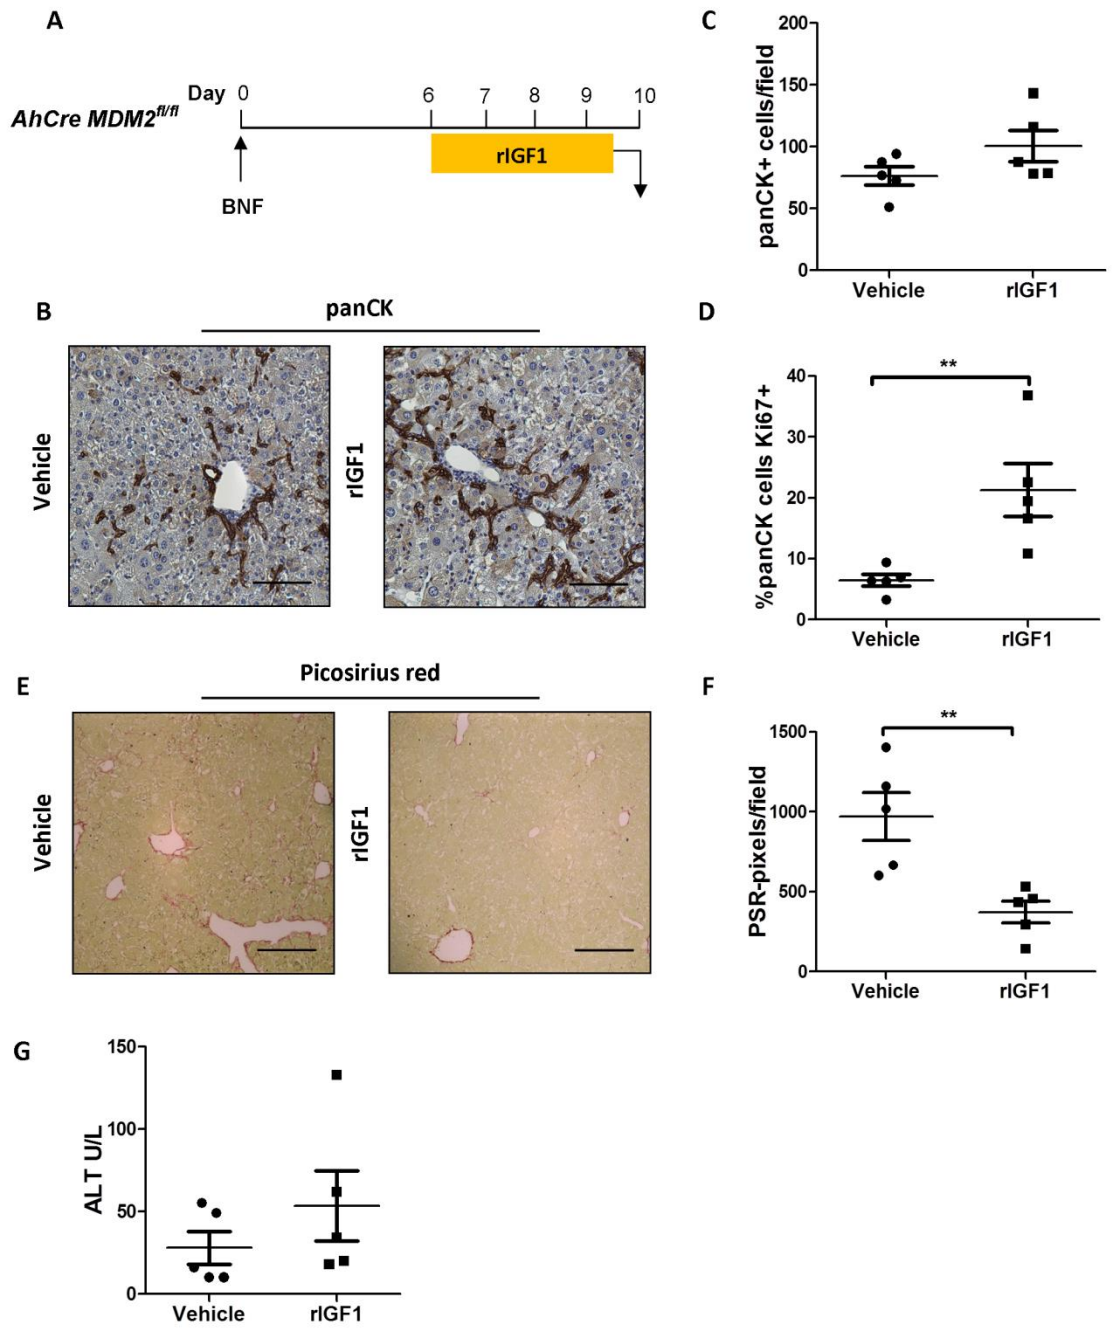 A
Day 0 6 7 8 9 10
AhCre MDM2fl/fl
rIGF1
BNF
B
panCK
Vehicle
rIGF1
C
panCK+ cells/field
200
150
100
50
0
Vehicle rIGF1
D
**
%panCK cells Ki67+
40
30
20
10
0
Vehicle rIGF1
E
Picosirius red
Vehicle
rIGF1
F
**
PSR-pixels/field
1500
1000
500
0
Vehicle rIGF1
G
ALT U/L
150
100
50
0
Vehicle rIGF1